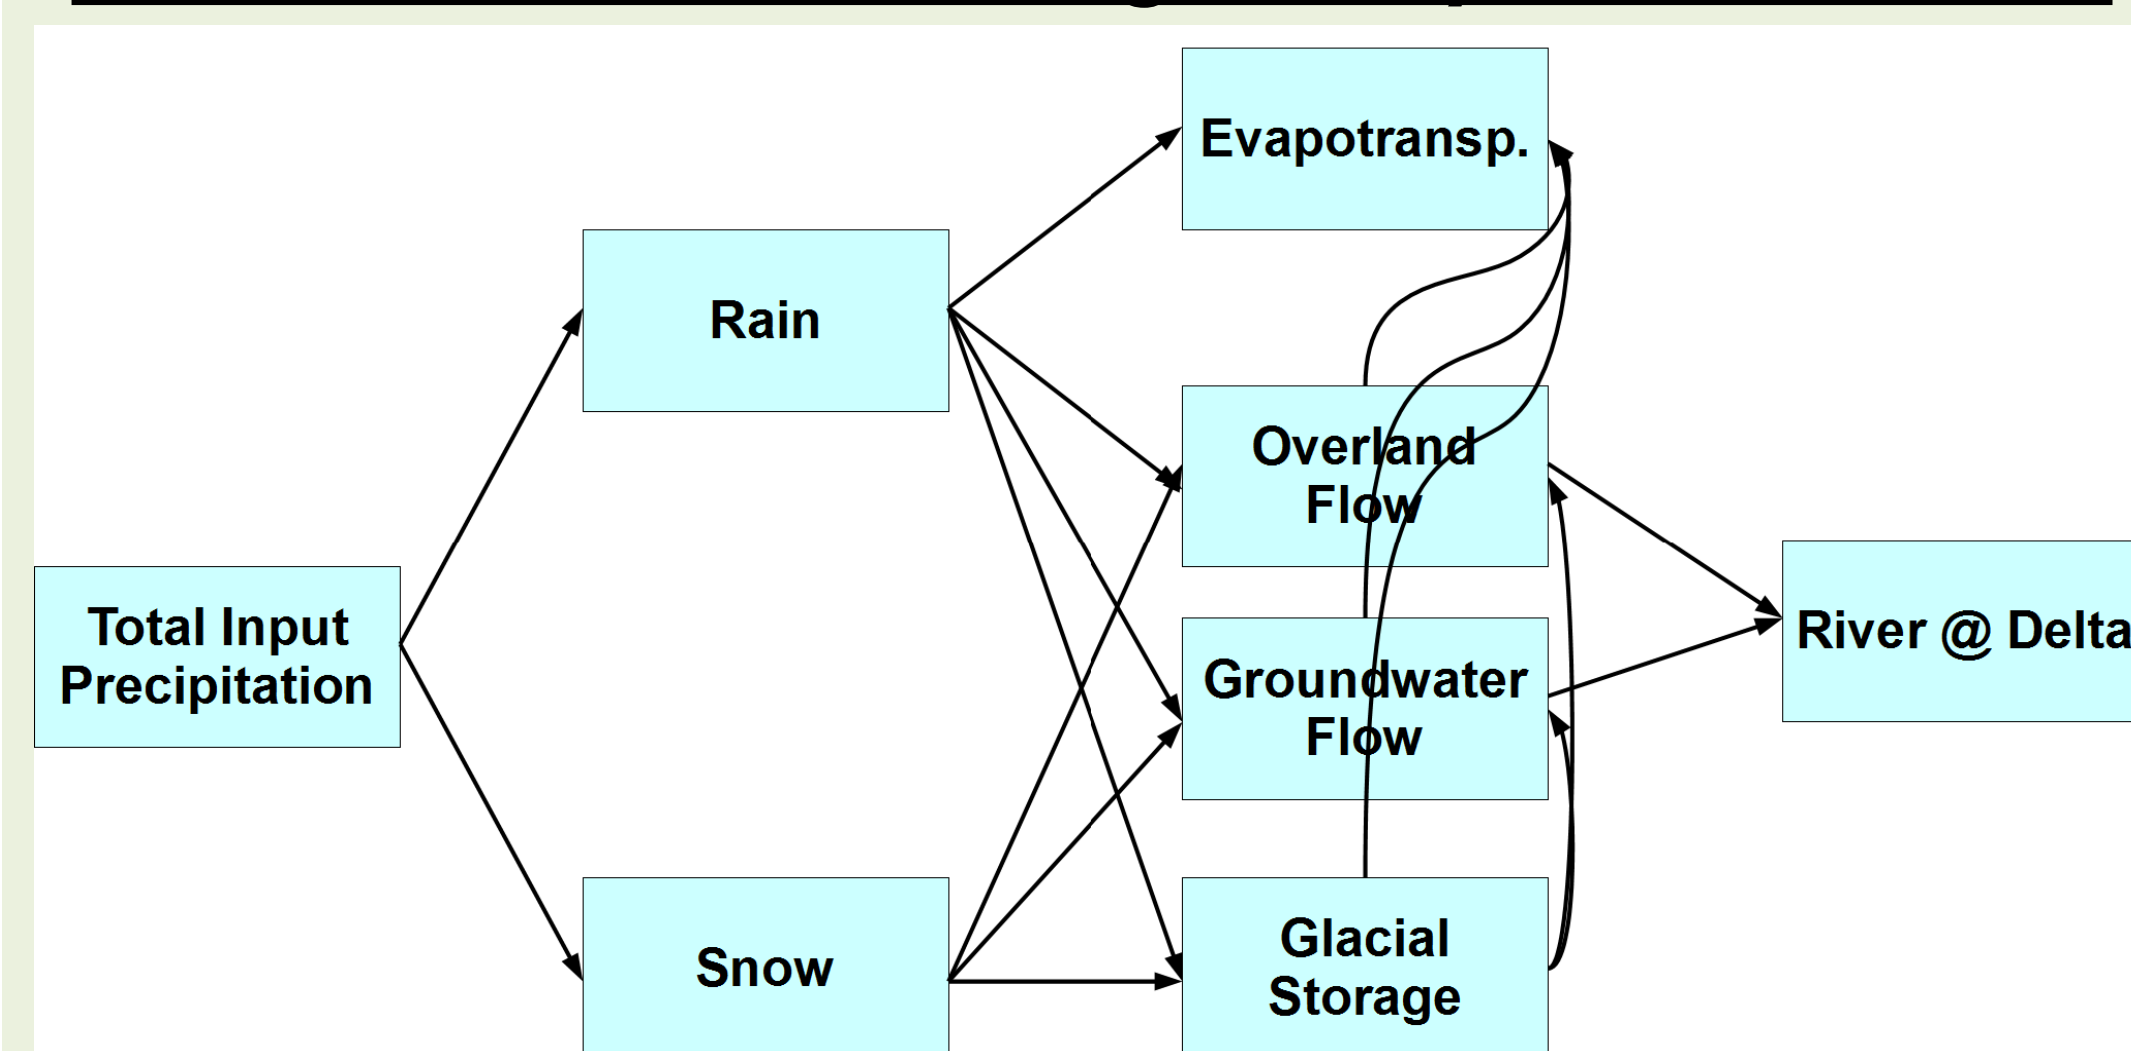 Evapotransp.
Rain
Overland
Flow
Total Input
Precipitation
River @ Delta
Groundwater
Flow
Snow
Glacial
Storage